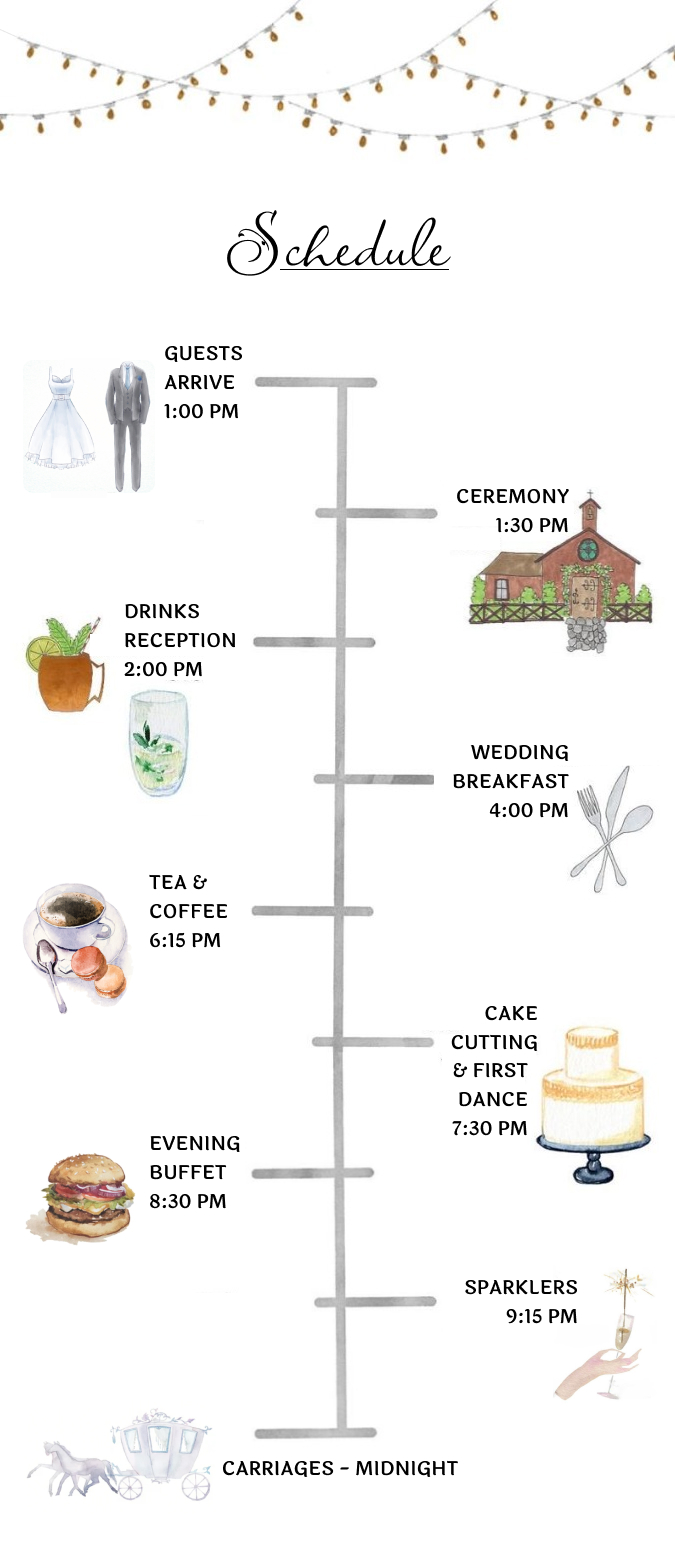 Schedule
GUESTS
ARRIVE
1:00 PM
CEREMONY
1:30 PM
DRINKS
RECEPTION
2:00 PM
WEDDING
BREAKFAST
4:00 PM
TEA &
COFFEE
6:15 PM
CAKE
CUTTING
& FIRST
DANCE
7:30 PM
EVENING
BUFFET
8:30 PM
SPARKLERS
9:15 PM
CARRIAGES - MIDNIGHT